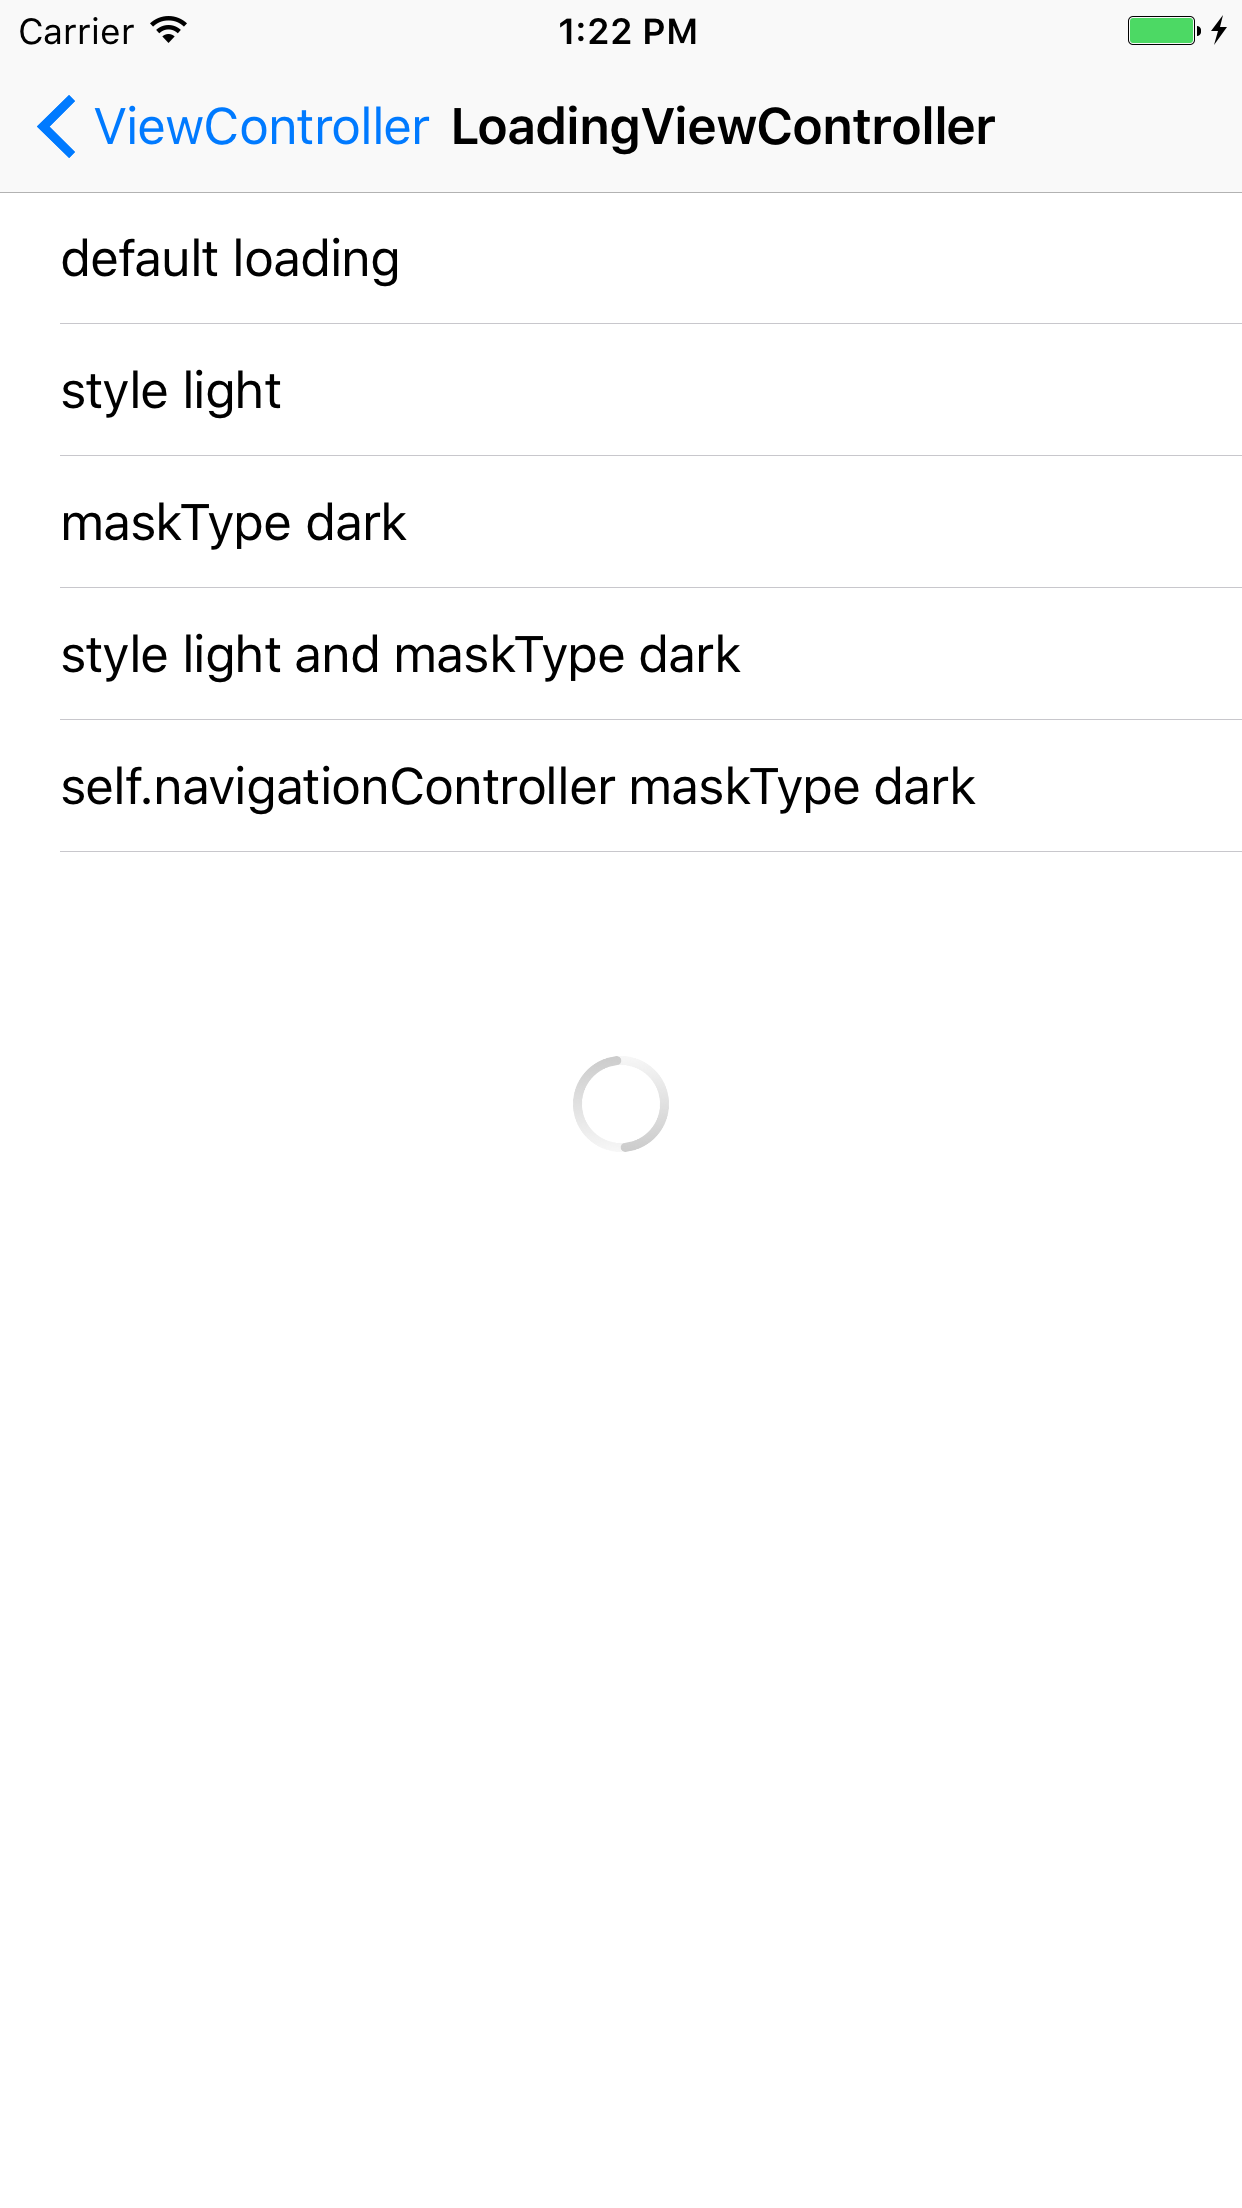 Carrier 1:22 PM
ViewController LoadingViewController
default loading
style light
maskType dark
style light and maskType dark
self.navigationController maskType dark